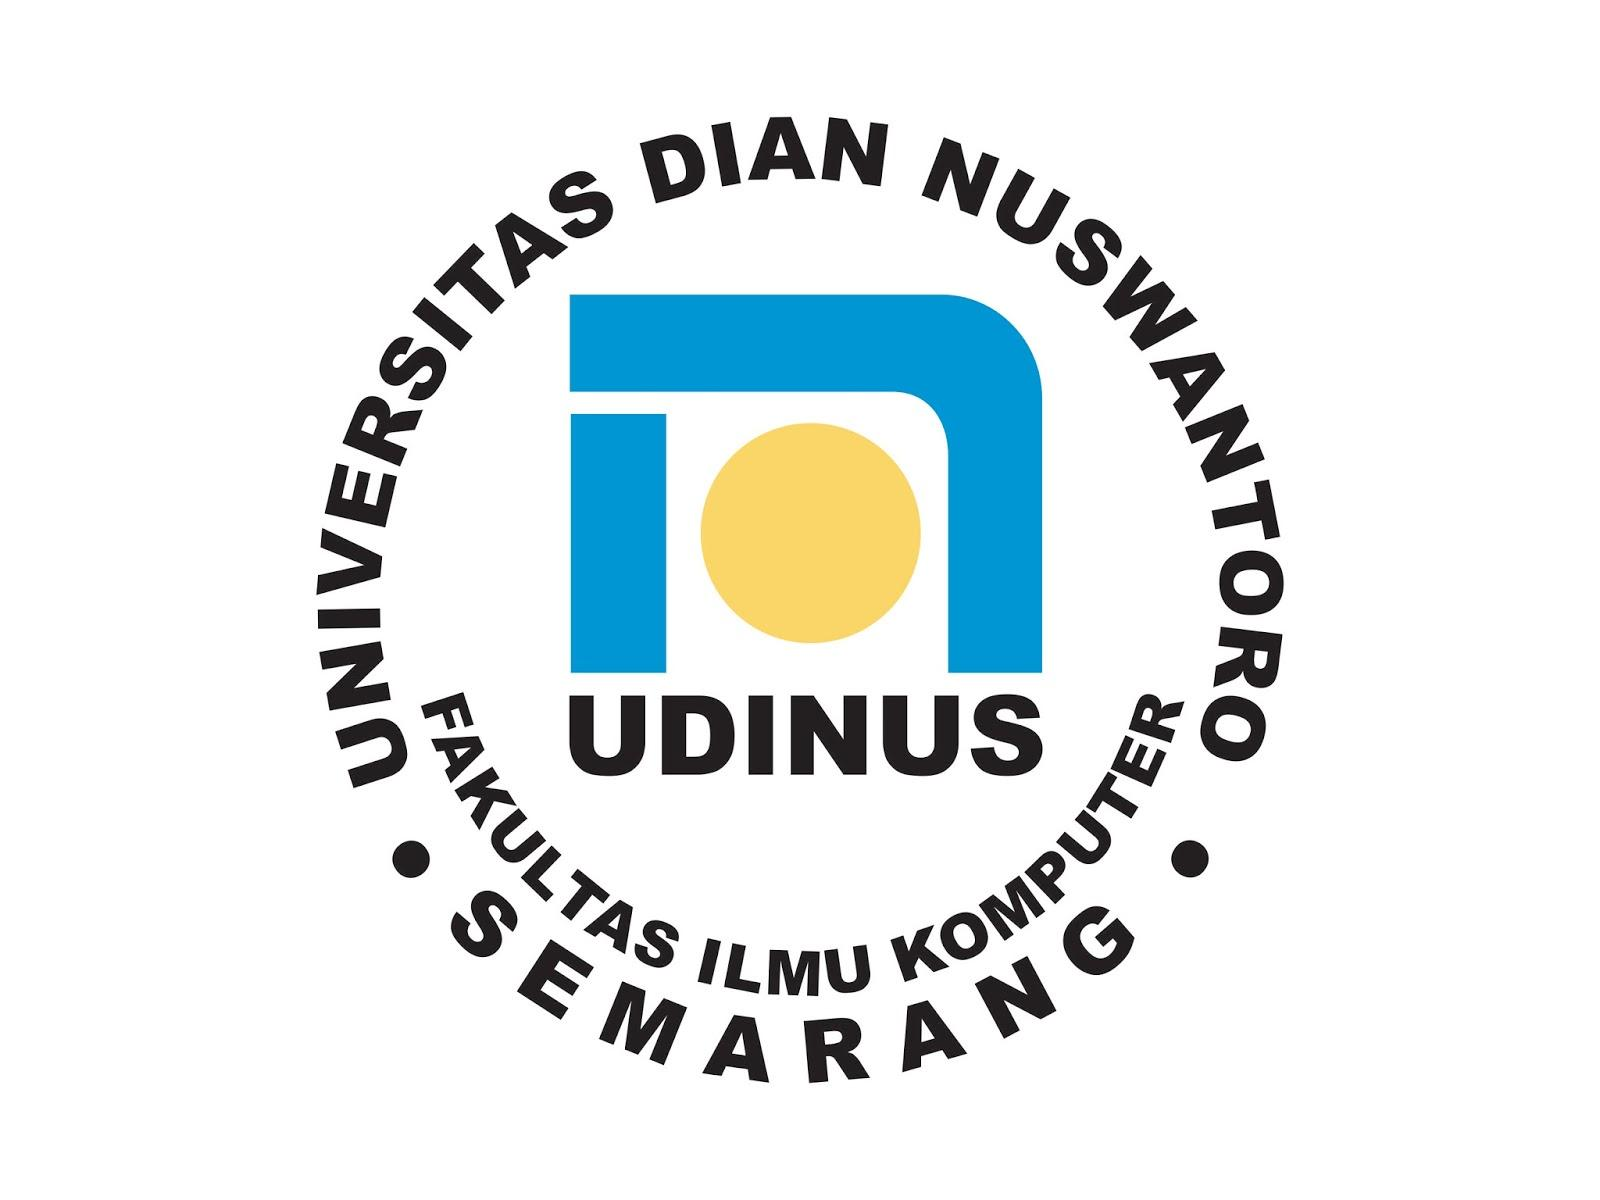 UNIVERSITAS DIAN NUSWANTORO
UDINUS
FAKULTAS ILMU KOMPUTER
• SEMARANG •